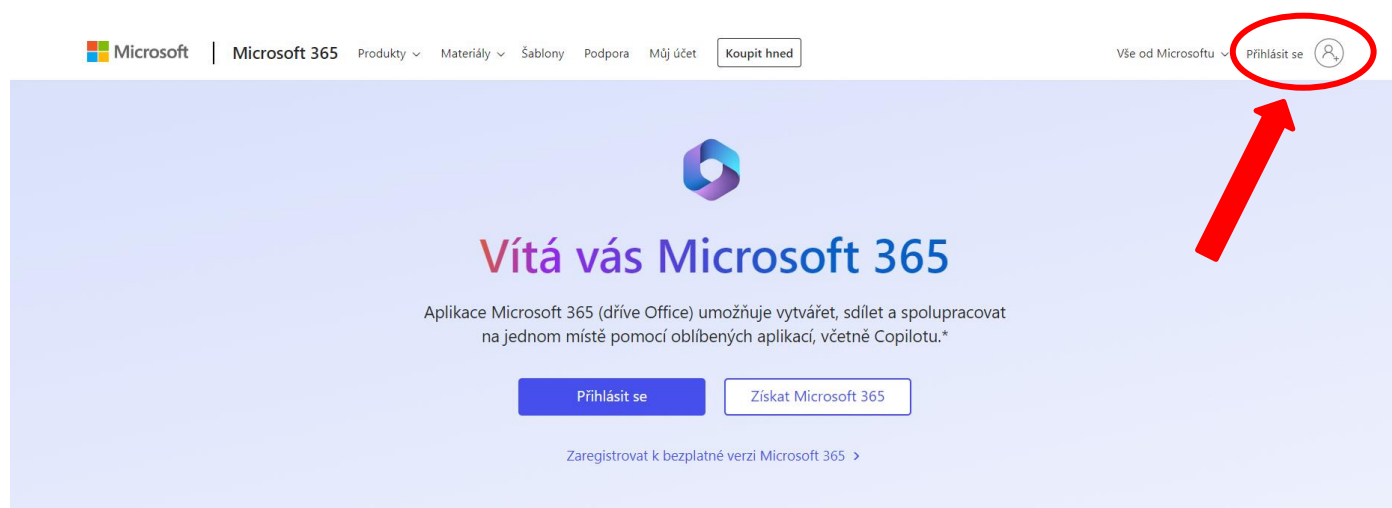 Microsoft Microsoft 365 Produkty Materiály Šablony Podpora Můj účet Koupit hned Vše od Microsoftu Přihlásit se
Vítá vás Microsoft 365
Aplikace Microsoft 365 (dříve Office) umožňuje vytvářet, sdílet a spolupracovat
na jednom místě pomocí oblíbených aplikací, včetně Copilotu.*
Přihlásit se Získat Microsoft 365
Zaregistrovat k bezplatné verzi Microsoft 365 >